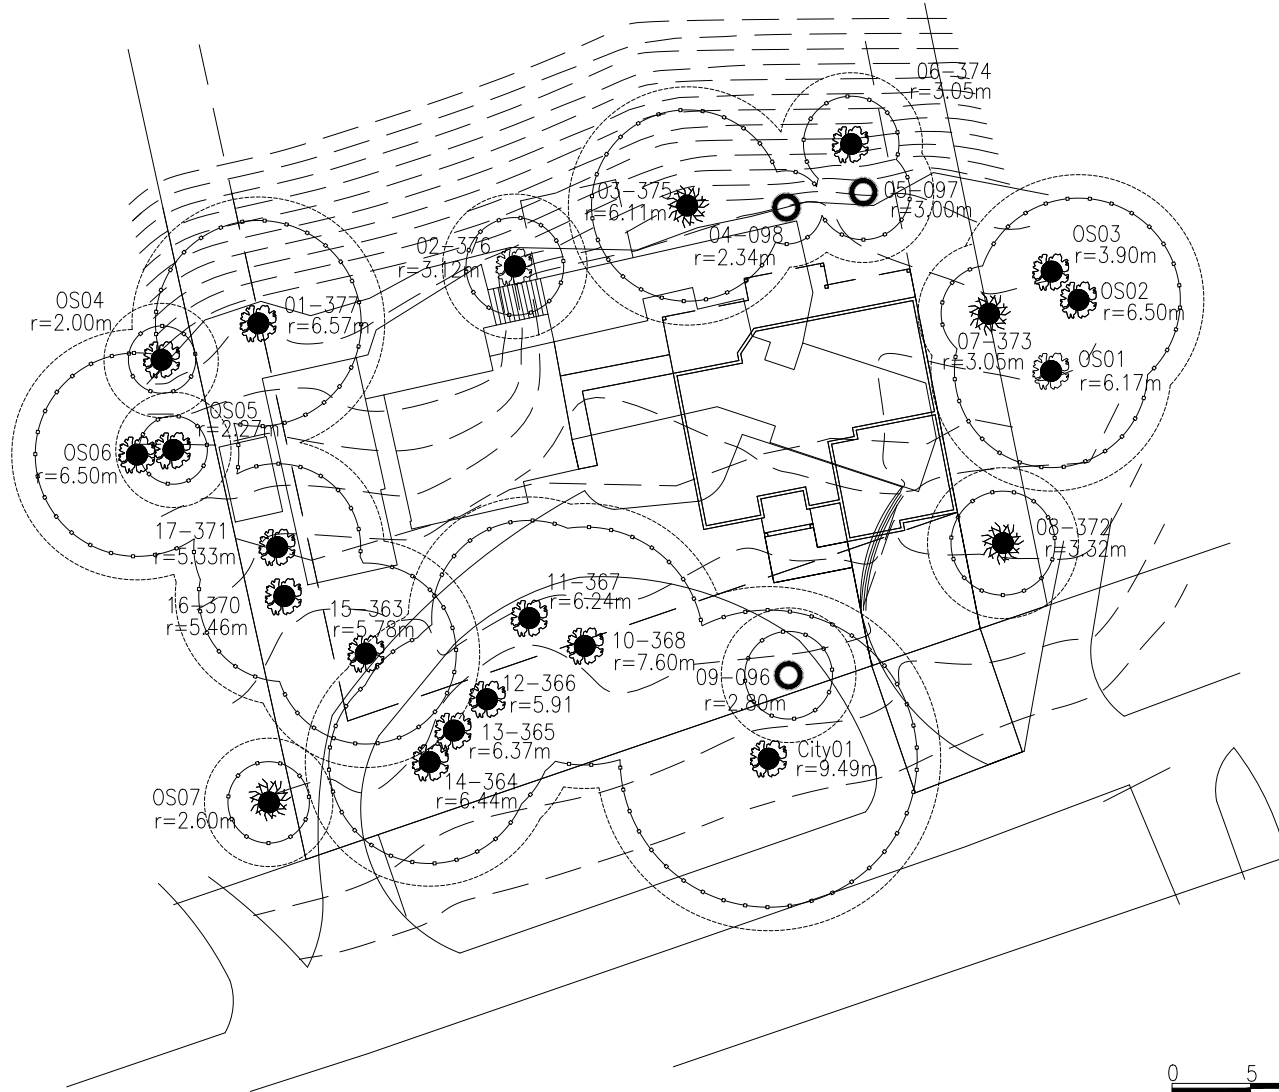 06-374
r=3.05m
03-375
r=6.11m
05-097
r=3.00m
04-098
r=2.34m
02-376
r=3.12m
OS03
r=3.90m
OS02
r=6.50m
OS04
r=2.00m
01-377
r=6.57m
07-373
r=3.05m
OS01
r=6.17m
OS05
r=2.27m
OS06
r=6.50m
17-371
r=5.33m
08-372
r=3.32m
16-370
r=5.46m
15-363
r=5.78m
11-367
r=6.24m
10-368
r=7.60m
09-096
r=2.80m
12-366
r=5.91
13-365
r=6.37m
14-364
r=6.44m
City01
r=9.49m
OS07
r=2.60m
0 5